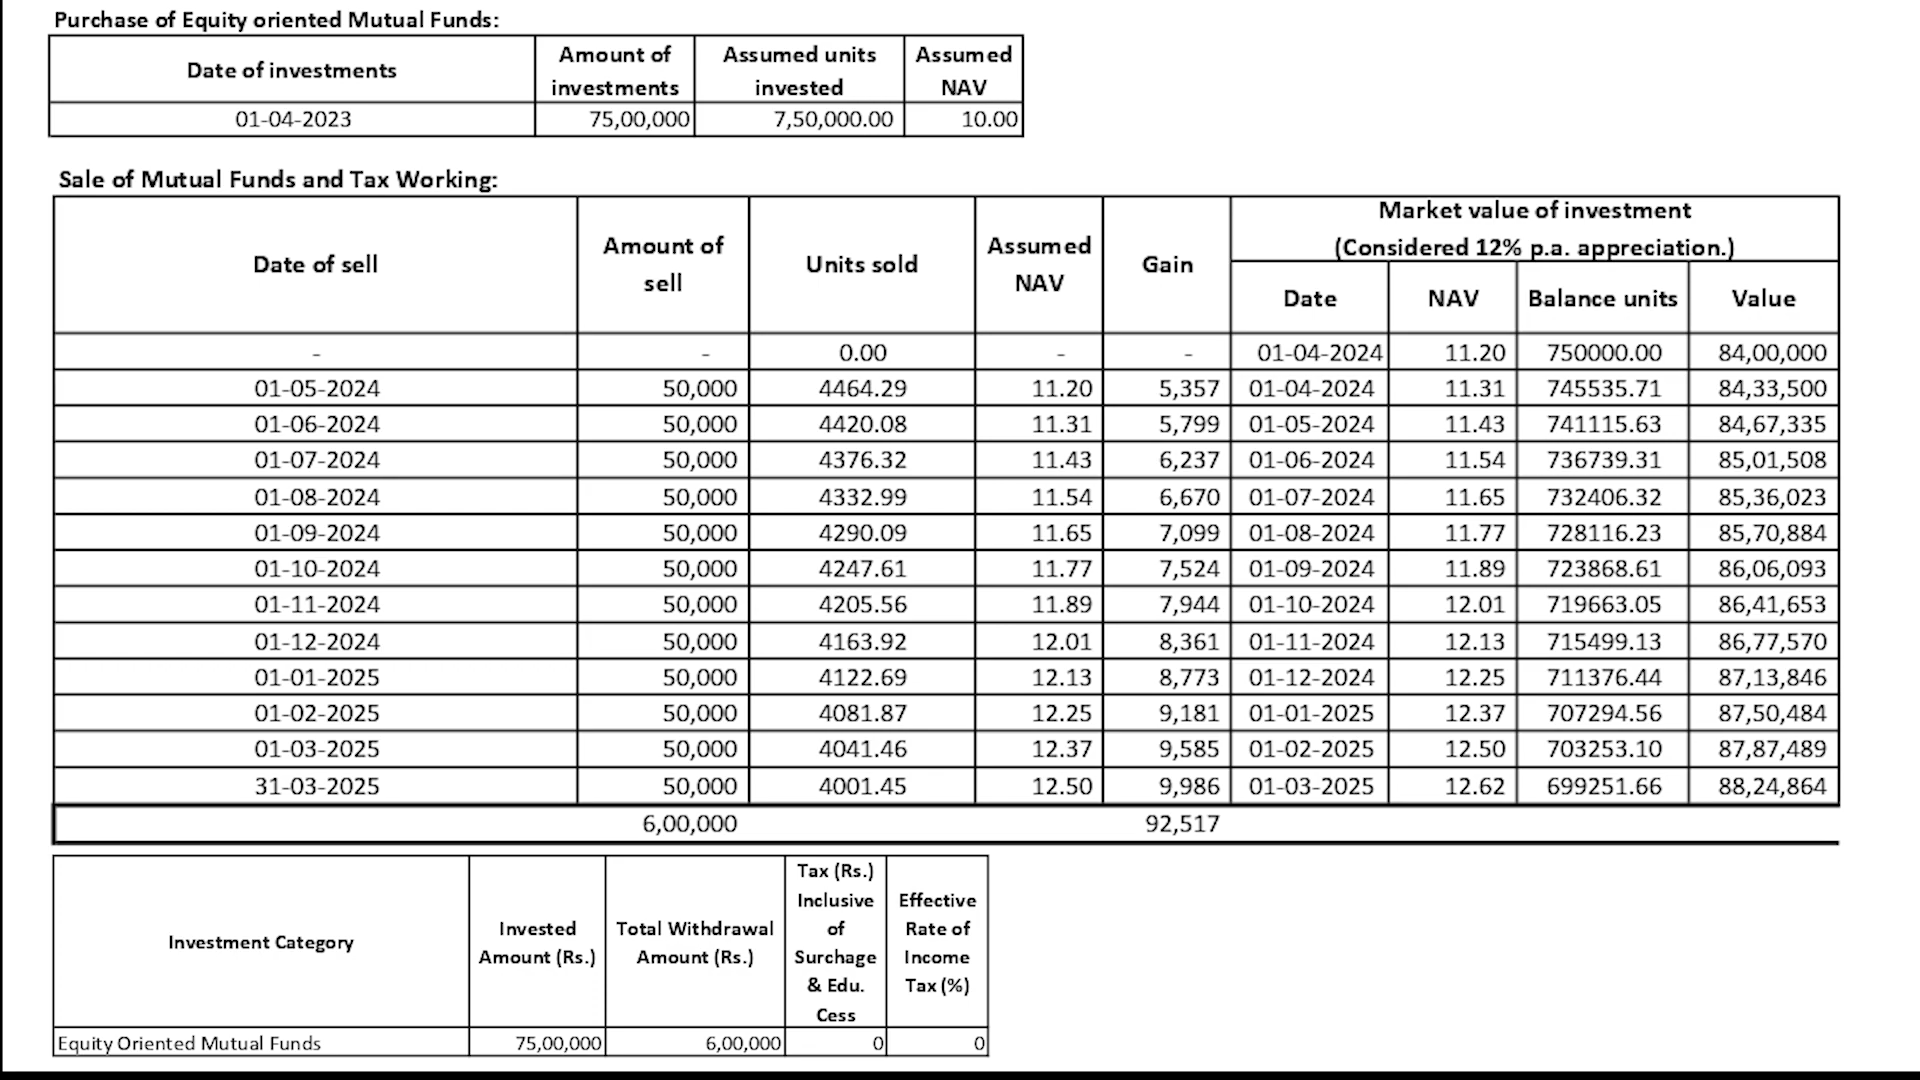 Purchase of Equity oriented Mutual Funds:
Date of investments Amount of investments Assumed units invested Assumed NAV
01-04-2023 75,00,000 7,50,000.00 10.00
Sale of Mutual Funds and Tax Working:
Date of sell Amount of sell Units sold Assumed NAV Gain Market value of investment (Considered 12% p.a. appreciation.)
Date NAV Balance units Value
- - 0.00 - - 01-04-2024 11.20 750000.00 84,00,000
01-05-2024 50,000 4464.29 11.20 5,357 01-04-2024 11.31 745535.71 84,33,500
01-06-2024 50,000 4420.08 11.31 5,799 01-05-2024 11.43 741115.63 84,67,335
01-07-2024 50,000 4376.32 11.43 6,237 01-06-2024 11.54 736739.31 85,01,508
01-08-2024 50,000 4332.99 11.54 6,670 01-07-2024 11.65 732406.32 85,36,023
01-09-2024 50,000 4290.09 11.65 7,099 01-08-2024 11.77 728116.23 85,70,884
01-10-2024 50,000 4247.61 11.77 7,524 01-09-2024 11.89 723868.61 86,06,093
01-11-2024 50,000 4205.56 11.89 7,944 01-10-2024 12.01 719663.05 86,41,653
01-12-2024 50,000 4163.92 12.01 8,361 01-11-2024 12.13 715499.13 86,77,570
01-01-2025 50,000 4122.69 12.13 8,773 01-12-2024 12.25 711376.44 87,13,846
01-02-2025 50,000 4081.87 12.25 9,181 01-01-2025 12.37 707294.56 87,50,484
01-03-2025 50,000 4041.46 12.37 9,585 01-02-2025 12.50 703253.10 87,87,489
31-03-2025 50,000 4001.45 12.50 9,986 01-03-2025 12.62 699251.66 88,24,864
6,00,000 92,517
Investment Category Invested Amount (Rs.) Total Withdrawal Amount (Rs.) Tax (Rs.) Inclusive of Surchage & Edu. Cess Effective Rate of Income Tax (%)
Equity Oriented Mutual Funds 75,00,000 6,00,000 0 0